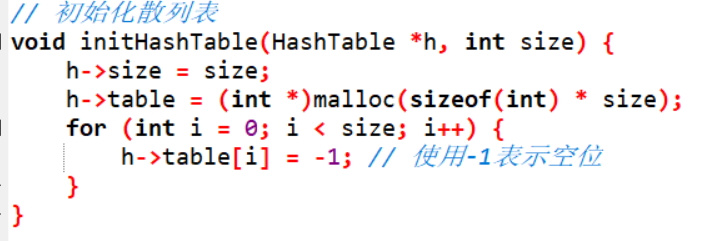 // 初始化散列表
void initHashTable(HashTable *h, int size) {
    h->size = size;
    h->table = (int *)malloc(sizeof(int) * size);
    for (int i = 0; i < size; i++) {
        h->table[i] = -1; // 使用-1表示空位
    }
}